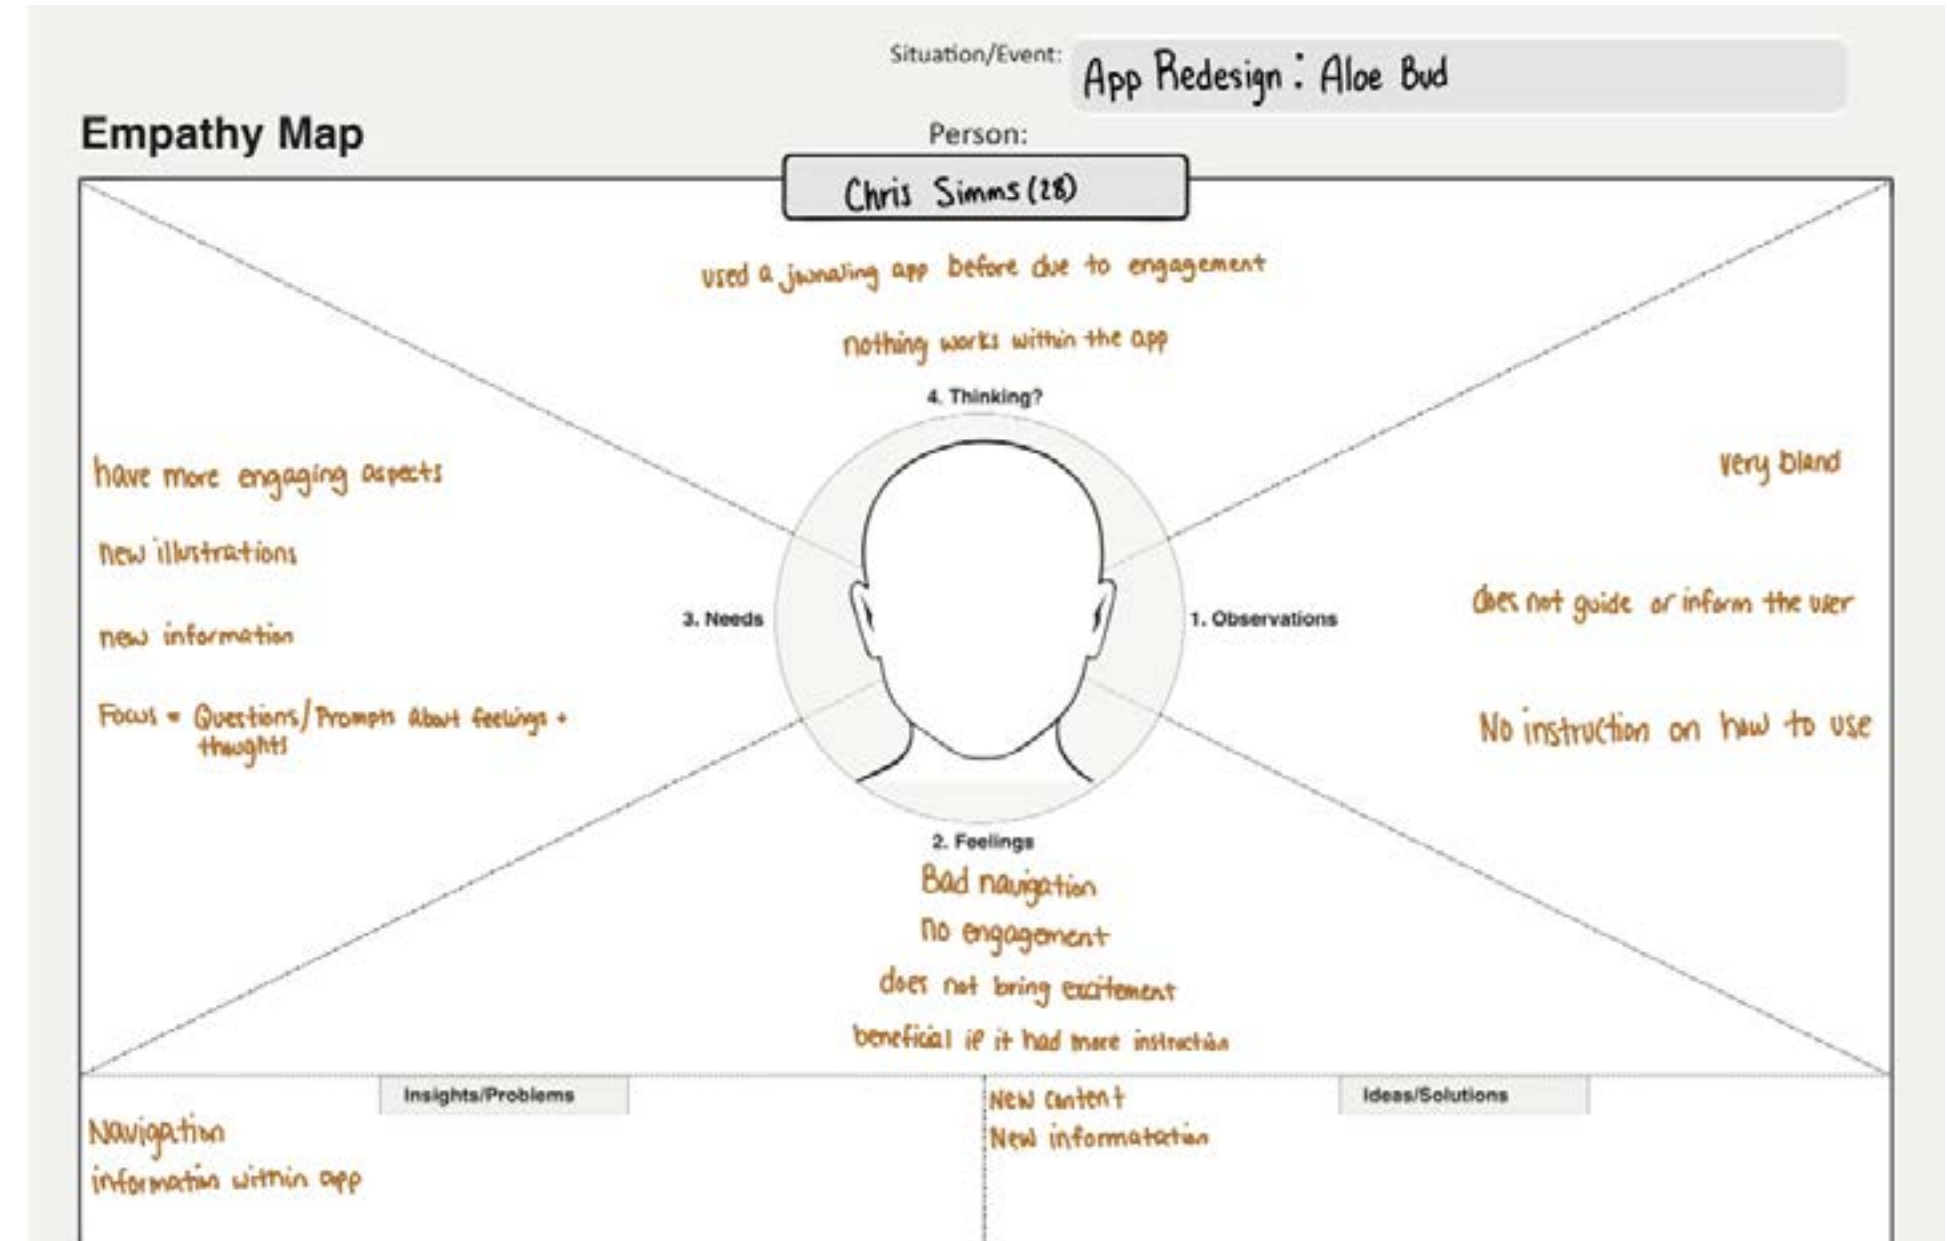 Situation/Event:
App Redesign: Aloe Bud
Empathy Map
Person:
Chris Simms (28)
used a journaling app before due to engagement
nothing works within the app
4. Thinking?
have more engaging aspects
new illustrations
new information
Focus = Questions/Prompts About feelings +
thoughts
3. Needs
1. Observations
very bland
does not guide or inform the user
No instruction on how to use
2. Feelings
Bad navigation
no engagement
does not bring excitement
beneficial if it had more instruction
Insights/Problems
Navigation
information within app
Ideas/Solutions
New Content
New informatation